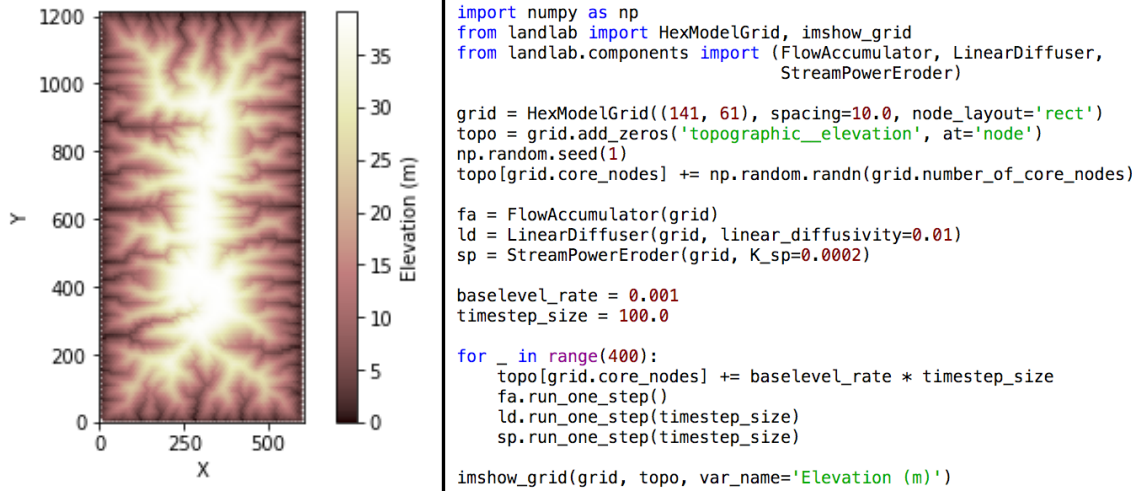 1200
1000
800
600
400
200
0
Y
0
250
500
X
35
30
25
20
15
10
5
0
Elevation (m)
import numpy as np
from landlab import HexModelGrid, imshow_grid
from landlab.components import (FlowAccumulator, LinearDiffuser,
StreamPowerEroder)
grid = HexModelGrid((141, 61), spacing=10.0, node_layout='rect')
topo = grid.add_zeros('topographic__elevation', at='node')
np.random.seed(1)
topo[grid.core_nodes] += np.random.randn(grid.number_of_core_nodes)
fa = FlowAccumulator(grid)
ld = LinearDiffuser(grid, linear_diffusivity=0.01)
sp = StreamPowerEroder(grid, K_sp=0.0002)
baselevel_rate = 0.001
timestep_size = 100.0
for _ in range(400):
topo[grid.core_nodes] += baselevel_rate * timestep_size
fa.run_one_step()
ld.run_one_step(timestep_size)
sp.run_one_step(timestep_size)
imshow_grid(grid, topo, var_name='Elevation (m)')